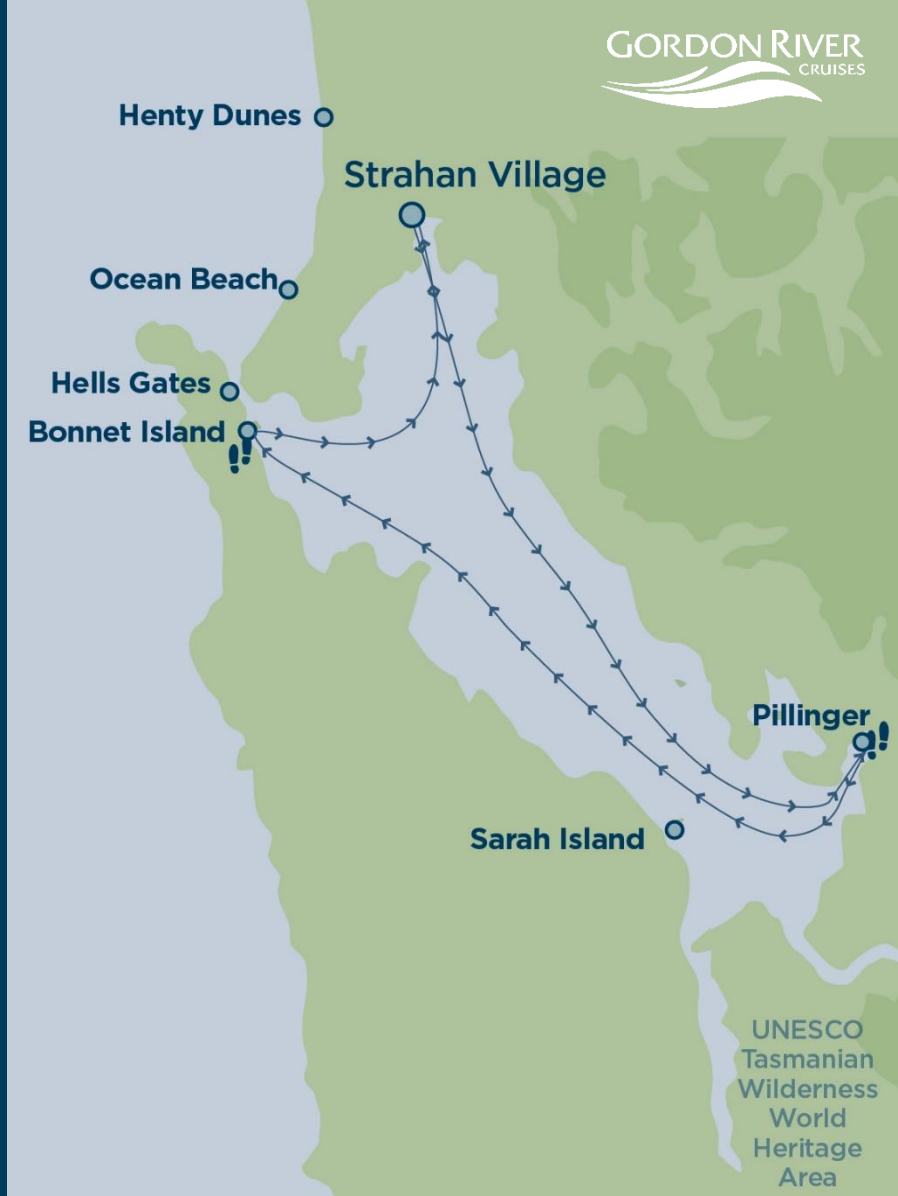 GORDON RIVER
CRUISES
Henty Dunes
Strahan Village
Ocean Beach
Hells Gates
Bonnet Island
Pillinger
Sarah Island
UNESCO
Tasmanian
Wilderness
World
Heritage
Area